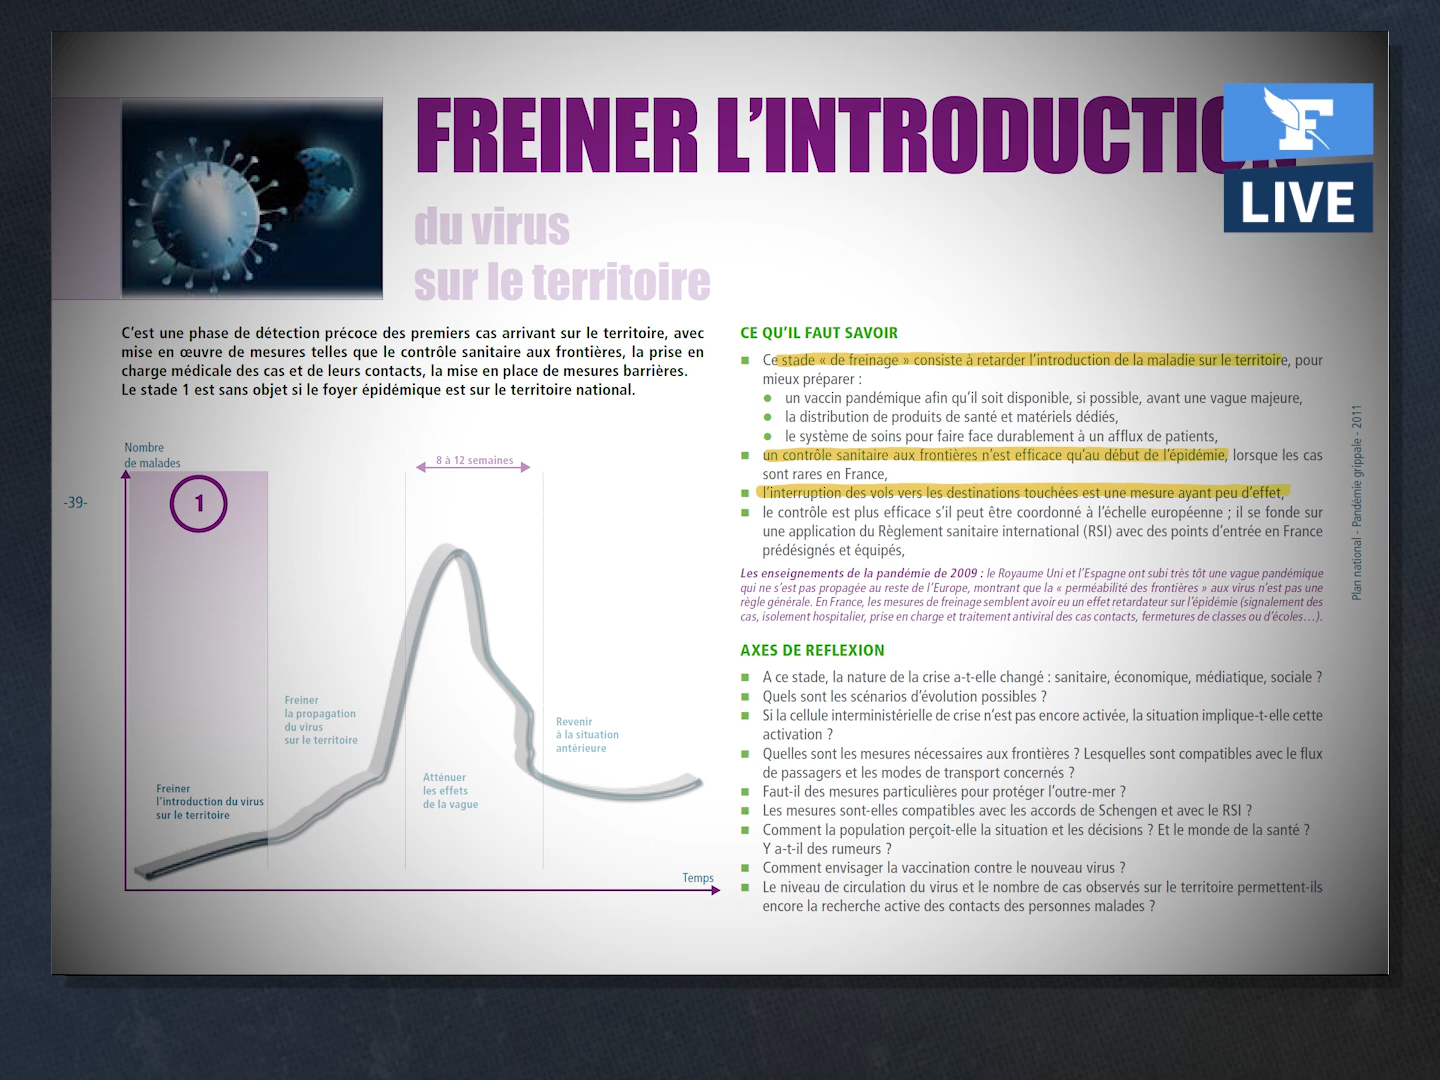 FREINER L'INTRODUCTION
du virus
sur le territoire
F
LIVE
C'est une phase de détection précoce des premiers cas arrivant sur le territoire, avec
mise en œuvre de mesures telles que le contrôle sanitaire aux frontières, la prise en
charge médicale des cas et de leurs contacts, la mise en place de mesures barrières.
Le stade 1 est sans objet si le foyer épidémique est sur le territoire national.
Nombre
de malades
8 à 12 semaines
1
-39-
Freiner
la propagation
du virus
sur le territoire
Revenir
à la situation
antérieure
Atténuer
les effets
de la vague
Freiner
l'introduction du virus
sur le territoire
Temps
CE QU'IL FAUT SAVOIR
Ce stade « de freinage » consiste à retarder l'introduction de la maladie sur le territoire, pour
mieux préparer :
un vaccin pandémique afin qu'il soit disponible, si possible, avant une vague majeure,
la distribution de produits de santé et matériels dédiés,
le système de soins pour faire face durablement à un afflux de patients,
un contrôle sanitaire aux frontières n'est efficace qu'au début de l'épidémie, lorsque les cas
sont rares en France,
l'interruption des vols vers les destinations touchées est une mesure ayant peu d'effet,
le contrôle est plus efficace s'il peut être coordonné à l'échelle européenne ; il se fonde sur
une application du Règlement sanitaire international (RSI) avec des points d'entrée en France
prédésignés et équipés,
Les enseignements de la pandémie de 2009 : le Royaume Uni et l'Espagne ont subi très tôt une vague pandémique
qui ne s'est pas propagée au reste de l'Europe, montrant que la « perméabilité des frontières » aux virus n'est pas une
règle générale. En France, les mesures de freinage semblent avoir eu un effet retardateur sur l'épidémie (signalement des
cas, isolement hospitalier, prise en charge et traitement antiviral des cas contacts, fermetures de classes ou d'écoles...).
AXES DE REFLEXION
A ce stade, la nature de la crise a-t-elle changé : sanitaire, économique, médiatique, sociale ?
Quels sont les scénarios d'évolution possibles ?
Si la cellule interministérielle de crise n'est pas encore activée, la situation implique-t-elle cette
activation ?
Quelles sont les mesures nécessaires aux frontières ? Lesquelles sont compatibles avec le flux
de passagers et les modes de transport concernés ?
Faut-il des mesures particulières pour protéger l'outre-mer ?
Les mesures sont-elles compatibles avec les accords de Schengen et avec le RSI ?
Comment la population perçoit-elle la situation et les décisions ? Et le monde de la santé ?
Y a-t-il des rumeurs ?
Comment envisager la vaccination contre le nouveau virus ?
Le niveau de circulation du virus et le nombre de cas observés sur le territoire permettent-ils
encore la recherche active des contacts des personnes malades ?
Plan national - Pandémie grippale - 2011